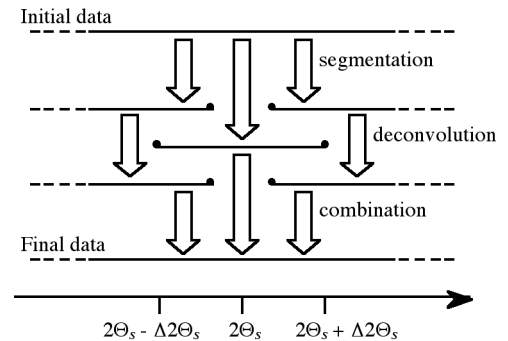 Initial data
segmentation
deconvolution
combination
Final data
2Θs - Δ2Θs 2Θs 2Θs + Δ2Θs